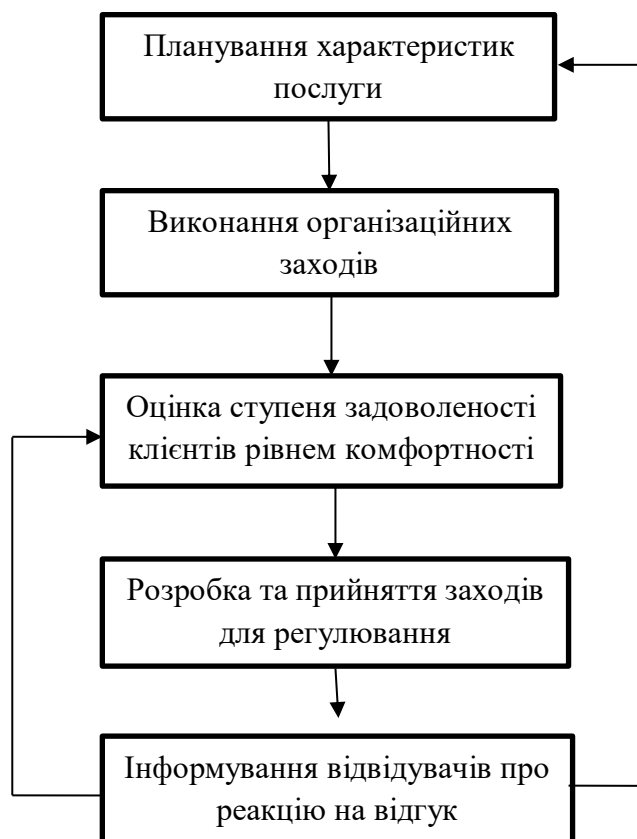 Планування характеристик
послуги
Виконання організаційних
заходів
Оцінка ступеня задоволеності
клієнтів рівнем комфортності
Розробка та прийняття заходів
для регулювання
Інформування відвідувачів про
реакцію на відгук